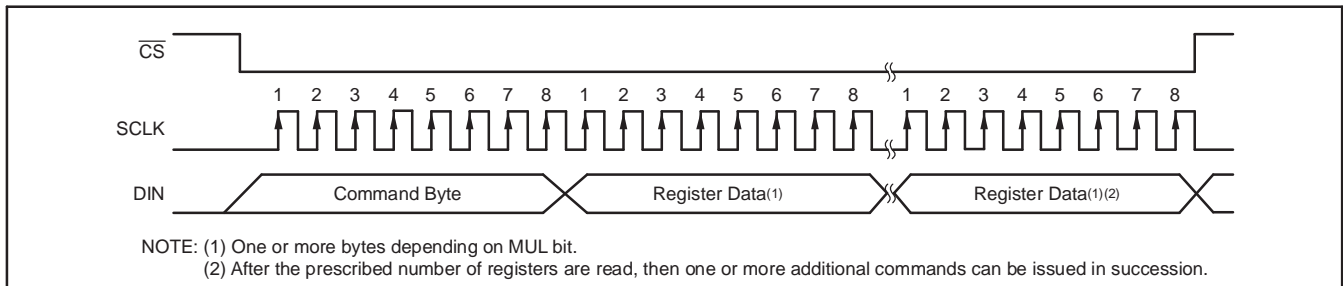 CS
1 2 3 4 5 6 7 8 1 2 3 4 5 6 7 8 1 2 3 4 5 6 7 8
SCLK
DIN Command Byte Register Data(1) Register Data(1)(2)
NOTE: (1) One or more bytes depending on MUL bit.
(2) After the prescribed number of registers are read, then one or more additional commands can be issued in succession.